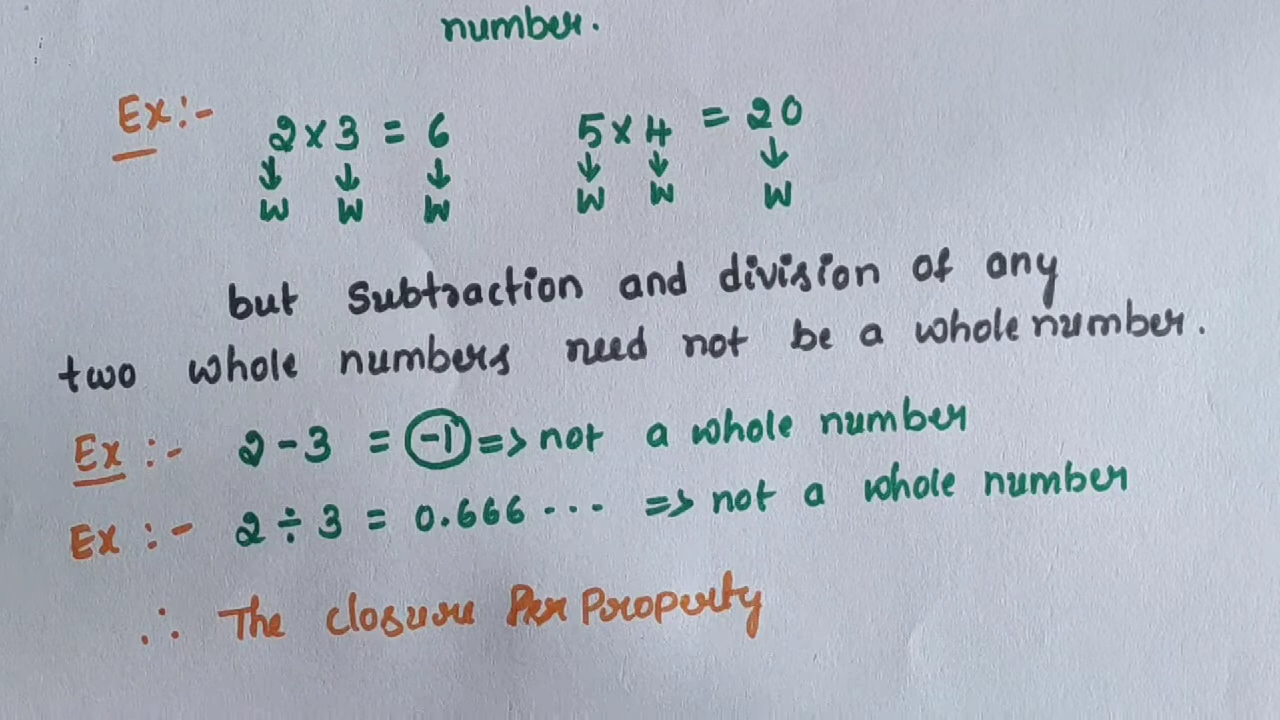 number.
Ex:- 2 x 3 = 6 5 x 4 = 20
↓ ↓ ↓ ↓ ↓ ↓
W W W W W W
but subtraction and division of any
two whole numbers need not be a whole number.
Ex :- 2 - 3 = -1 => not a whole number
Ex :- 2 ÷ 3 = 0.666 ... => not a whole number
∴ The closure Property